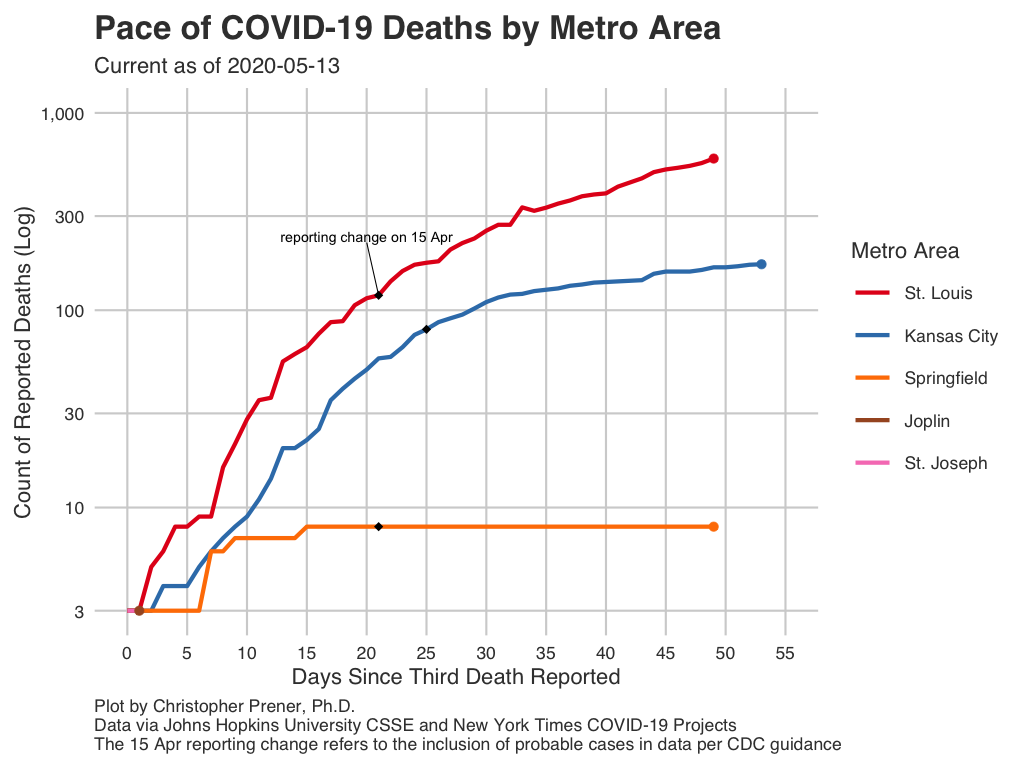 Pace of COVID-19 Deaths by Metro Area
Current as of 2020-05-13
Count of Reported Deaths (Log)
1,000
300
100
30
10
3
reporting change on 15 Apr
0 5 10 15 20 25 30 35 40 45 50 55
Days Since Third Death Reported
Metro Area
St. Louis
Kansas City
Springfield
Joplin
St. Joseph
Plot by Christopher Prener, Ph.D.
Data via Johns Hopkins University CSSE and New York Times COVID-19 Projects
The 15 Apr reporting change refers to the inclusion of probable cases in data per CDC guidance